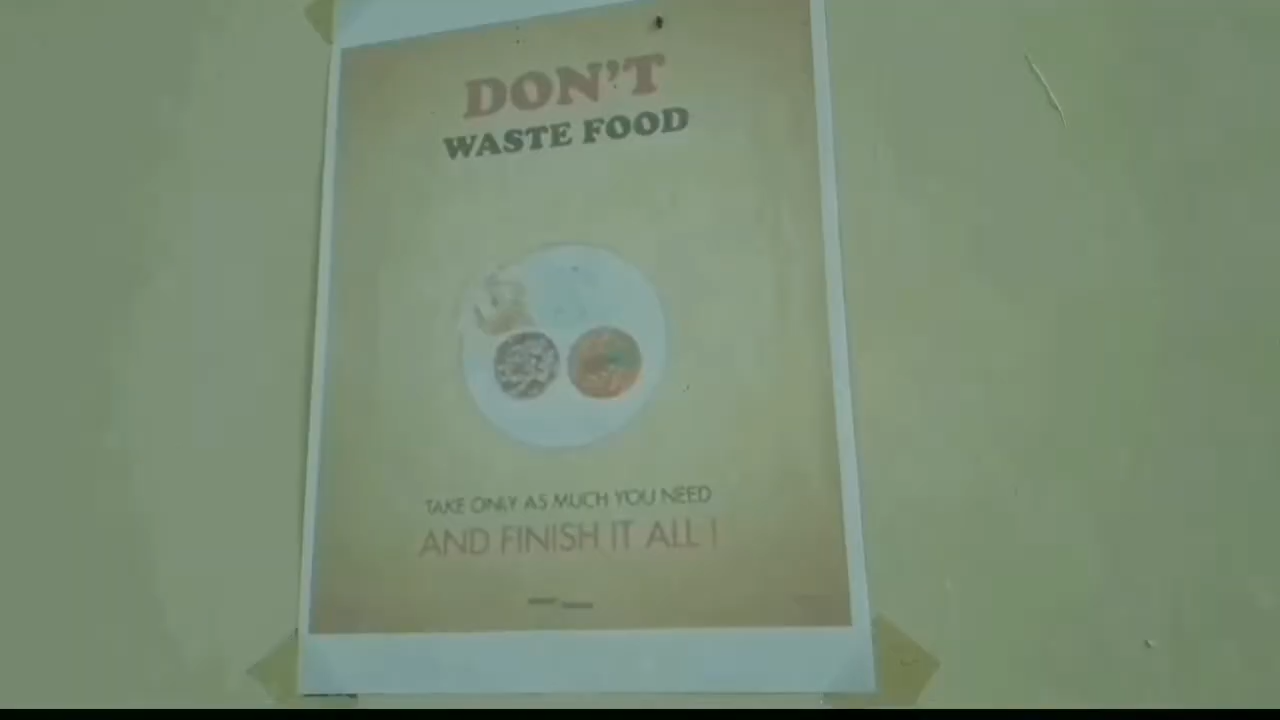 DON'T
WASTE FOOD
TAKE ONLY AS MUCH YOU NEED
AND FINISH IT ALL !